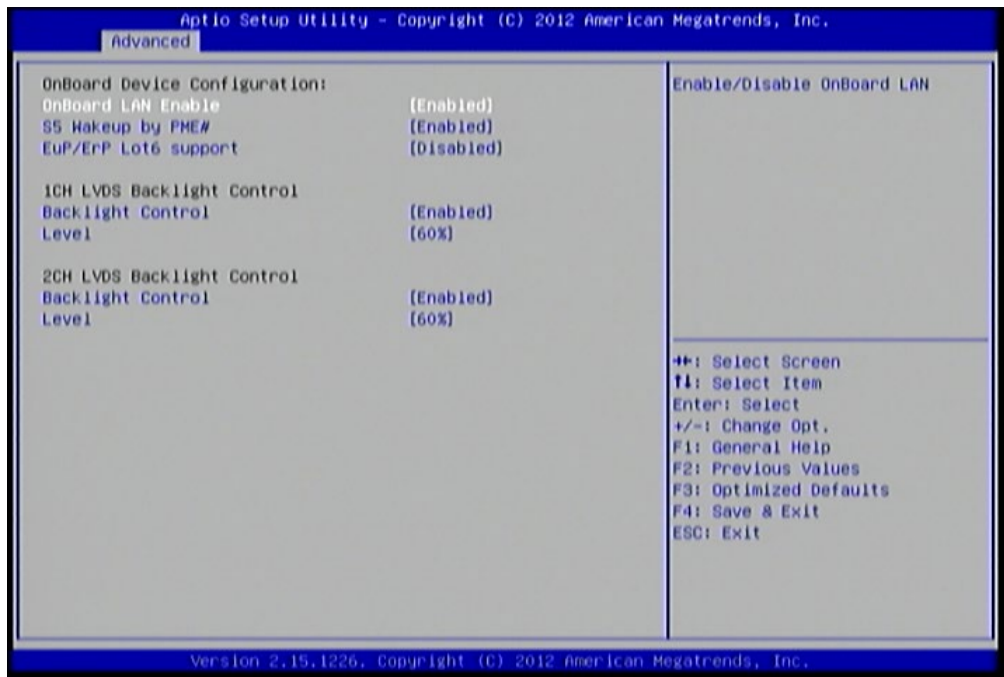 Aptio Setup Utility - Copyright (C) 2012 American Megatrends, Inc.
Advanced
OnBoard Device Configuration:
OnBoard LAN Enable [Enabled]
S5 Wakeup by PME# [Enabled]
EuP/ErP Lot6 support [Disabled]
1CH LVDS Backlight Control
Backlight Control [Enabled]
Level [60%]
2CH LVDS Backlight Control
Backlight Control [Enabled]
Level [60%]
Enable/Disable OnBoard LAN
→←: Select Screen
↑↓: Select Item
Enter: Select
+/-: Change Opt.
F1: General Help
F2: Previous Values
F3: Optimized Defaults
F4: Save & Exit
ESC: Exit
Version 2.15.1226. Copyright (C) 2012 American Megatrends, Inc.